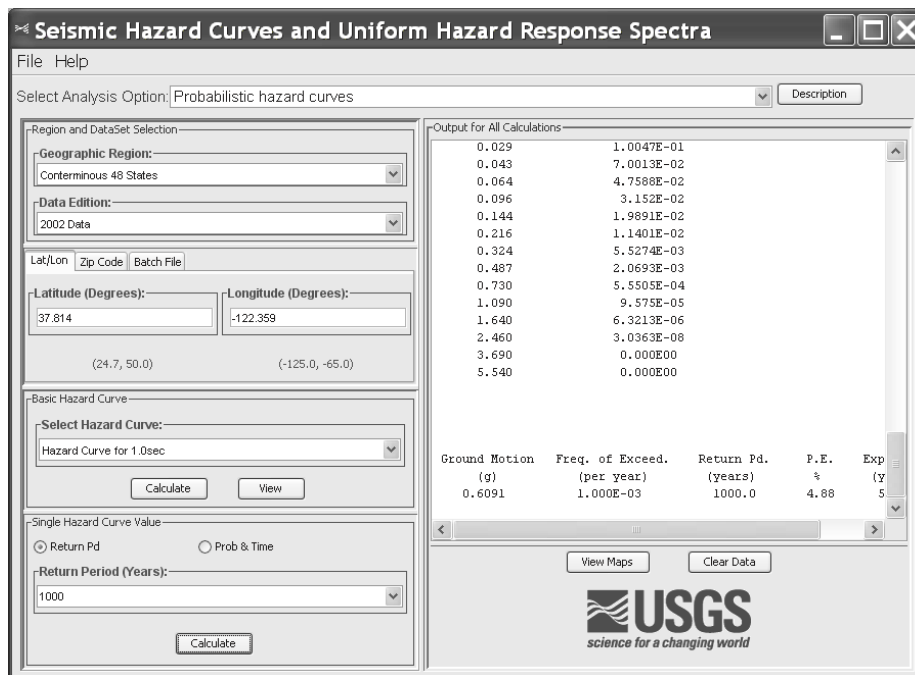 Seismic Hazard Curves and Uniform Hazard Response Spectra
File Help
Select Analysis Option: Probabilistic hazard curves Description
Region and DataSet Selection
Geographic Region:
Conterminous 48 States
Data Edition:
2002 Data
Lat/Lon Zip Code Batch File
Latitude (Degrees): Longitude (Degrees):
37.814 -122.359
(24.7, 50.0) (-125.0, -65.0)
Basic Hazard Curve
Select Hazard Curve:
Hazard Curve for 1.0sec
Calculate View
Single Hazard Curve Value
Return Pd Prob & Time
Return Period (Years):
1000
Calculate
Output for All Calculations
0.029 1.0047E-01
0.043 7.0013E-02
0.064 4.7588E-02
0.096 3.152E-02
0.144 1.9891E-02
0.216 1.1401E-02
0.324 5.5274E-03
0.487 2.0693E-03
0.730 5.5505E-04
1.090 9.575E-05
1.640 6.3213E-06
2.460 3.0363E-08
3.690 0.000E00
5.540 0.000E00
Ground Motion Freq. of Exceed. Return Pd. P.E. Exp
(g) (per year) (years) % (y
0.6091 1.000E-03 1000.0 4.88 5
View Maps Clear Data
USGS
science for a changing world